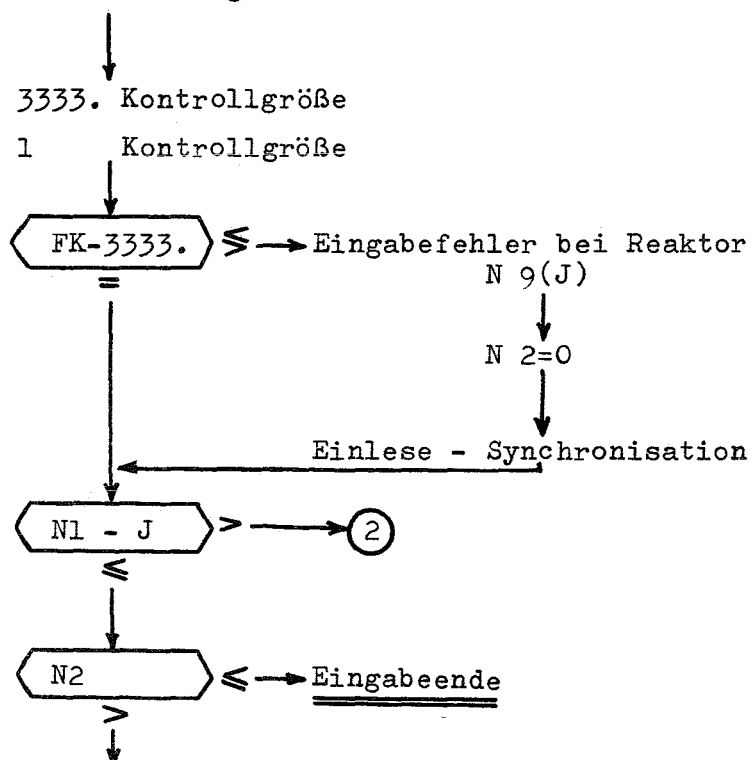 3333. Kontrollgröße
1 Kontrollgröße
FK-3333. ≶ Eingabefehler bei Reaktor
N 9(J)
=
N 2=0
Einlese - Synchronisation
N1 - J > 2
≤
N2 ≤ Eingabeende
>